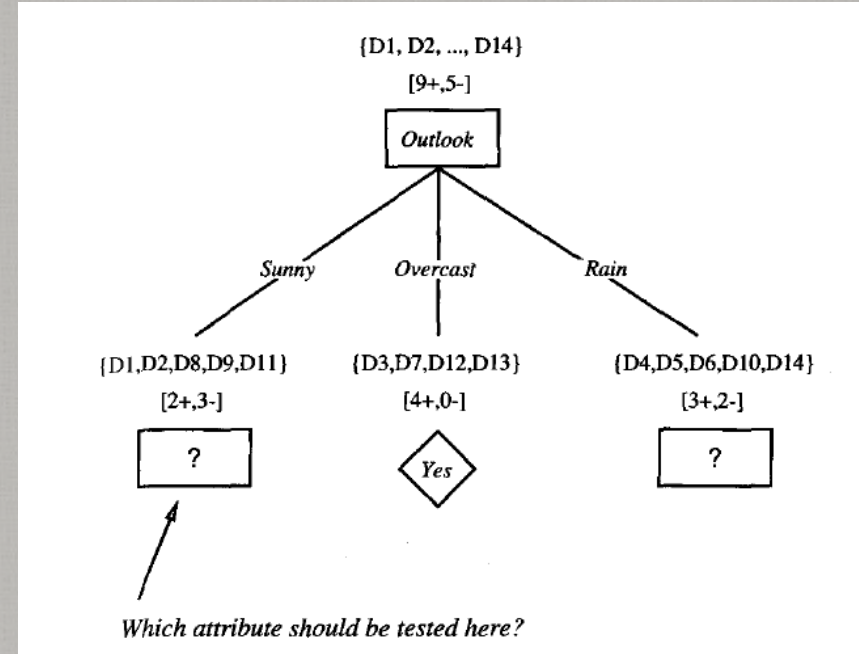 {D1, D2, ..., D14}
[9+,5-]
Outlook
Sunny Overcast Rain
{D1,D2,D8,D9,D11} {D3,D7,D12,D13} {D4,D5,D6,D10,D14}
[2+,3-] [4+,0-] [3+,2-]
? Yes ?
Which attribute should be tested here?